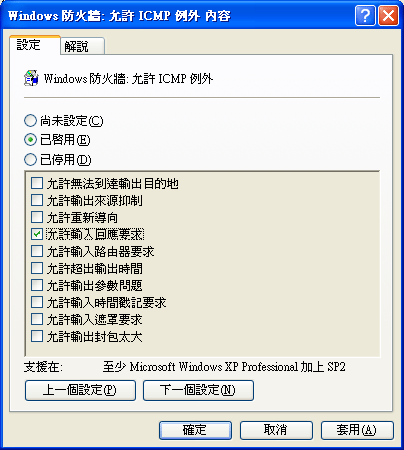 Windows 防火牆: 允許 ICMP 例外 內容
設定 解說
Windows 防火牆: 允許 ICMP 例外
尚未設定(C)
已啓用(E)
已停用(D)
允許無法到達輸出目的地
允許輸出來源抑制
允許重新導向
允許輸入回應要求
允許輸入路由器要求
允許超出輸出時間
允許輸出參數問題
允許輸入時間戳記要求
允許輸入遮罩要求
允許輸出封包太大
支援在: 至少 Microsoft Windows XP Professional 加上 SP2
上一個設定(P) 下一個設定(N)
確定 取消 套用(A)